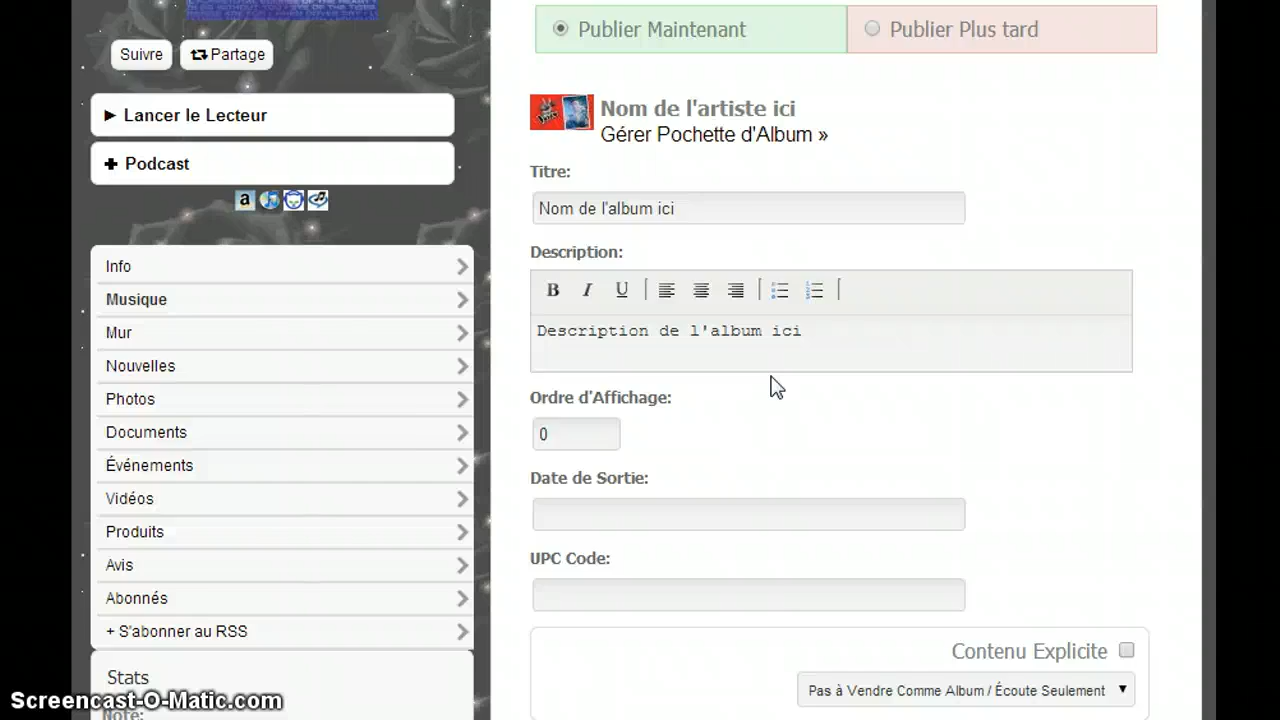 Suivre
Partage
Lancer le Lecteur
Podcast
Info
Musique
Mur
Nouvelles
Photos
Documents
Événements
Vidéos
Produits
Avis
Abonnés
+ S'abonner au RSS
Stats
Note:
Publier Maintenant
Publier Plus tard
Nom de l'artiste ici
Gérer Pochette d'Album »
Titre:
Nom de l'album ici
Description:
B I U
Description de l'album ici
Ordre d'Affichage:
0
Date de Sortie:
UPC Code:
Contenu Explicite
Pas à Vendre Comme Album / Écoute Seulement
Screencast-O-Matic.com